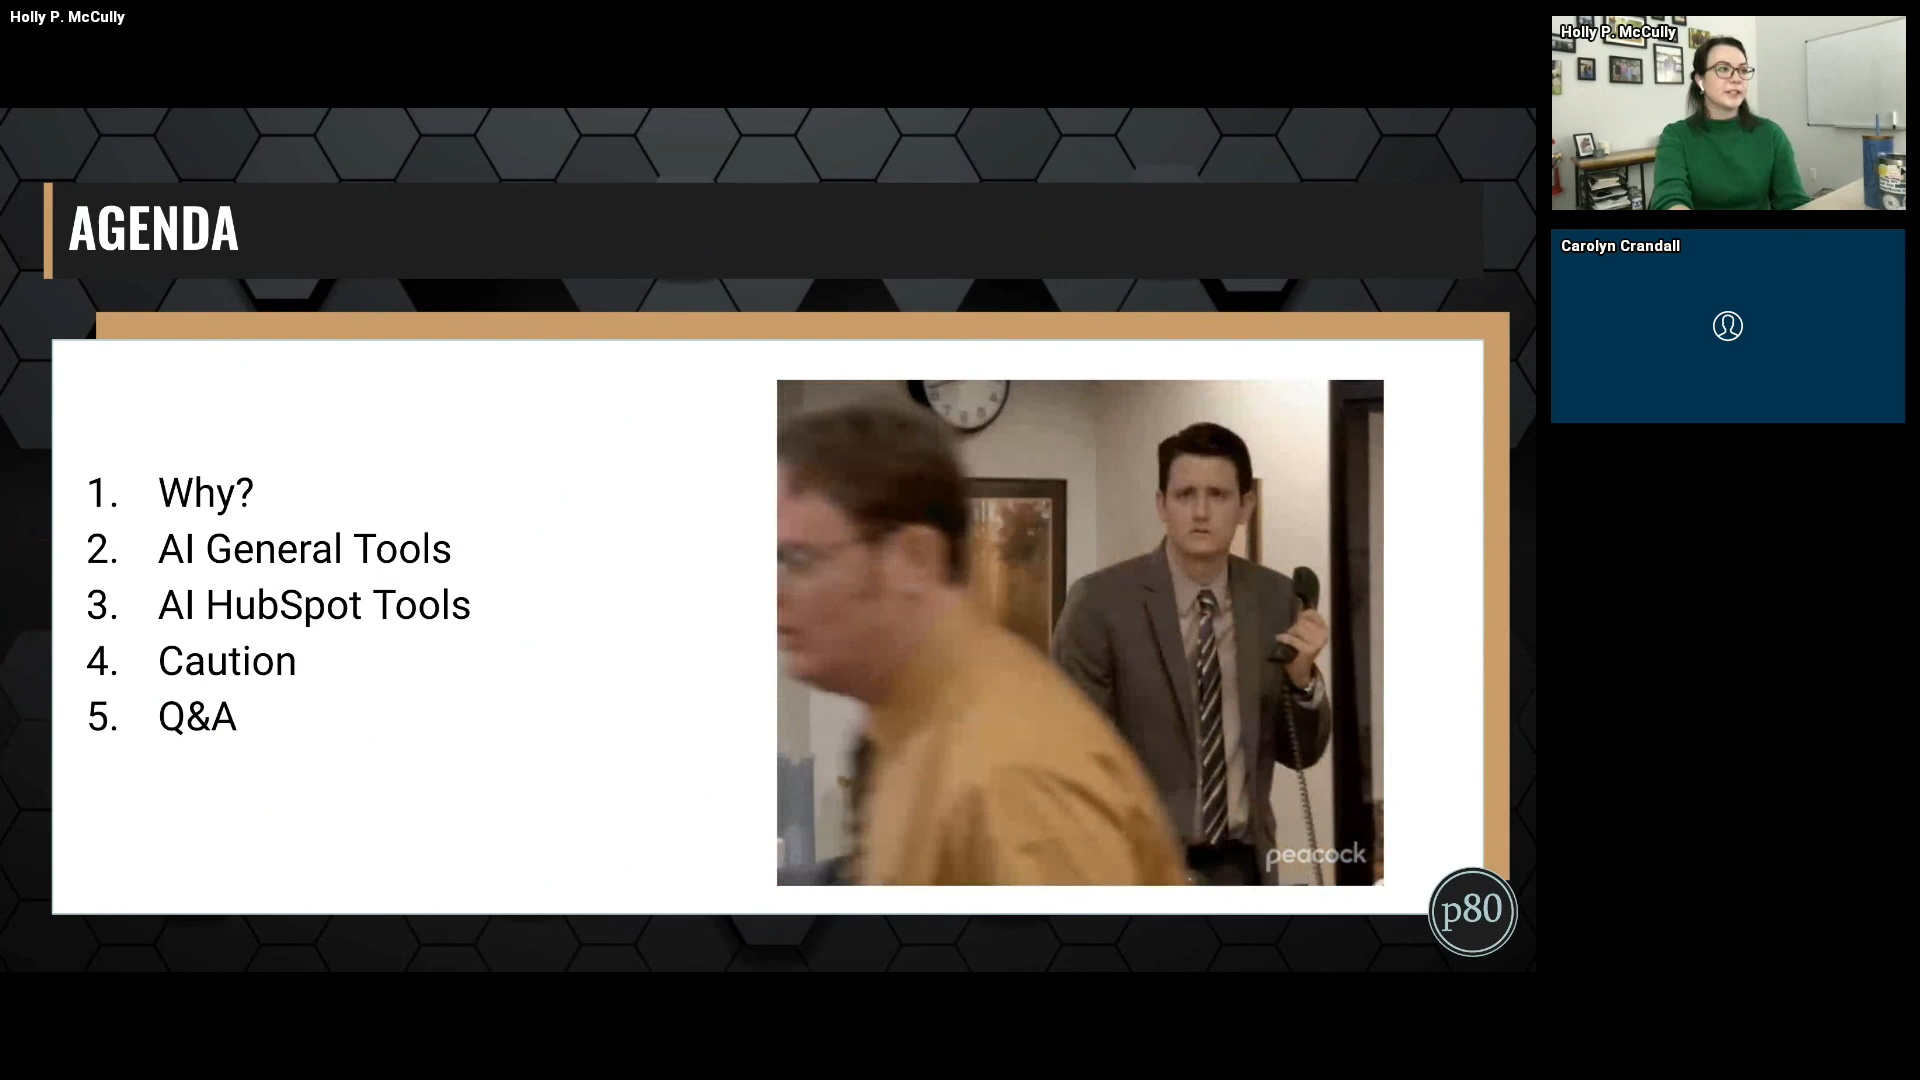 Holly P. McCully
Holly P. McCully
Carolyn Crandall
AGENDA
1. Why?
2. AI General Tools
3. AI HubSpot Tools
4. Caution
5. Q&A
peacock
p80